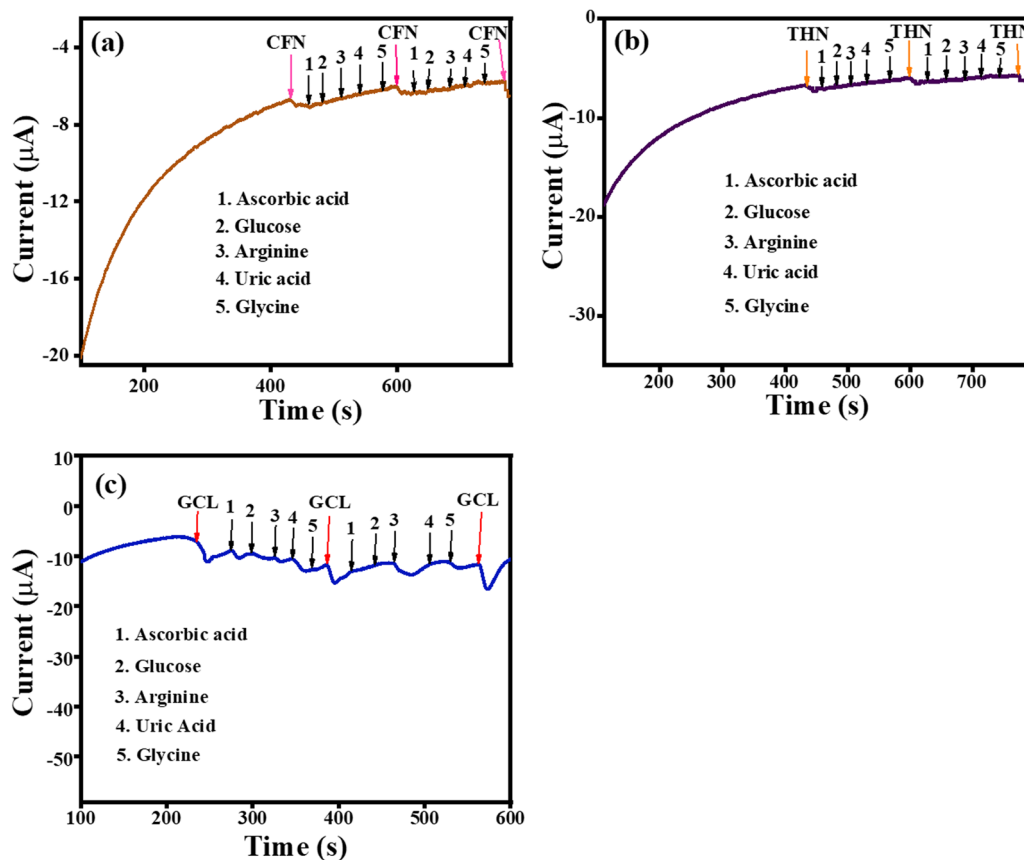 (a)
CFN CFN CFN
1 2 3 4 5 1 2 3 4 5
-4
-8
-12
-16
-20
Current (μA)
1. Ascorbic acid
2. Glucose
3. Arginine
4. Uric acid
5. Glycine
200 400 600
Time (s)
(b)
THN THN THN
1 2 3 4 5 1 2 3 4 5
0
-10
-20
-30
Current (μA)
1. Ascorbic acid
2. Glucose
3. Arginine
4. Uric acid
5. Glycine
200 300 400 500 600 700
Time (s)
(c)
GCL GCL GCL
1 2 3 4 5 1 2 3 4 5
10
0
-10
-20
-30
-40
-50
Current (μA)
1. Ascorbic acid
2. Glucose
3. Arginine
4. Uric Acid
5. Glycine
100 200 300 400 500 600
Time (s)